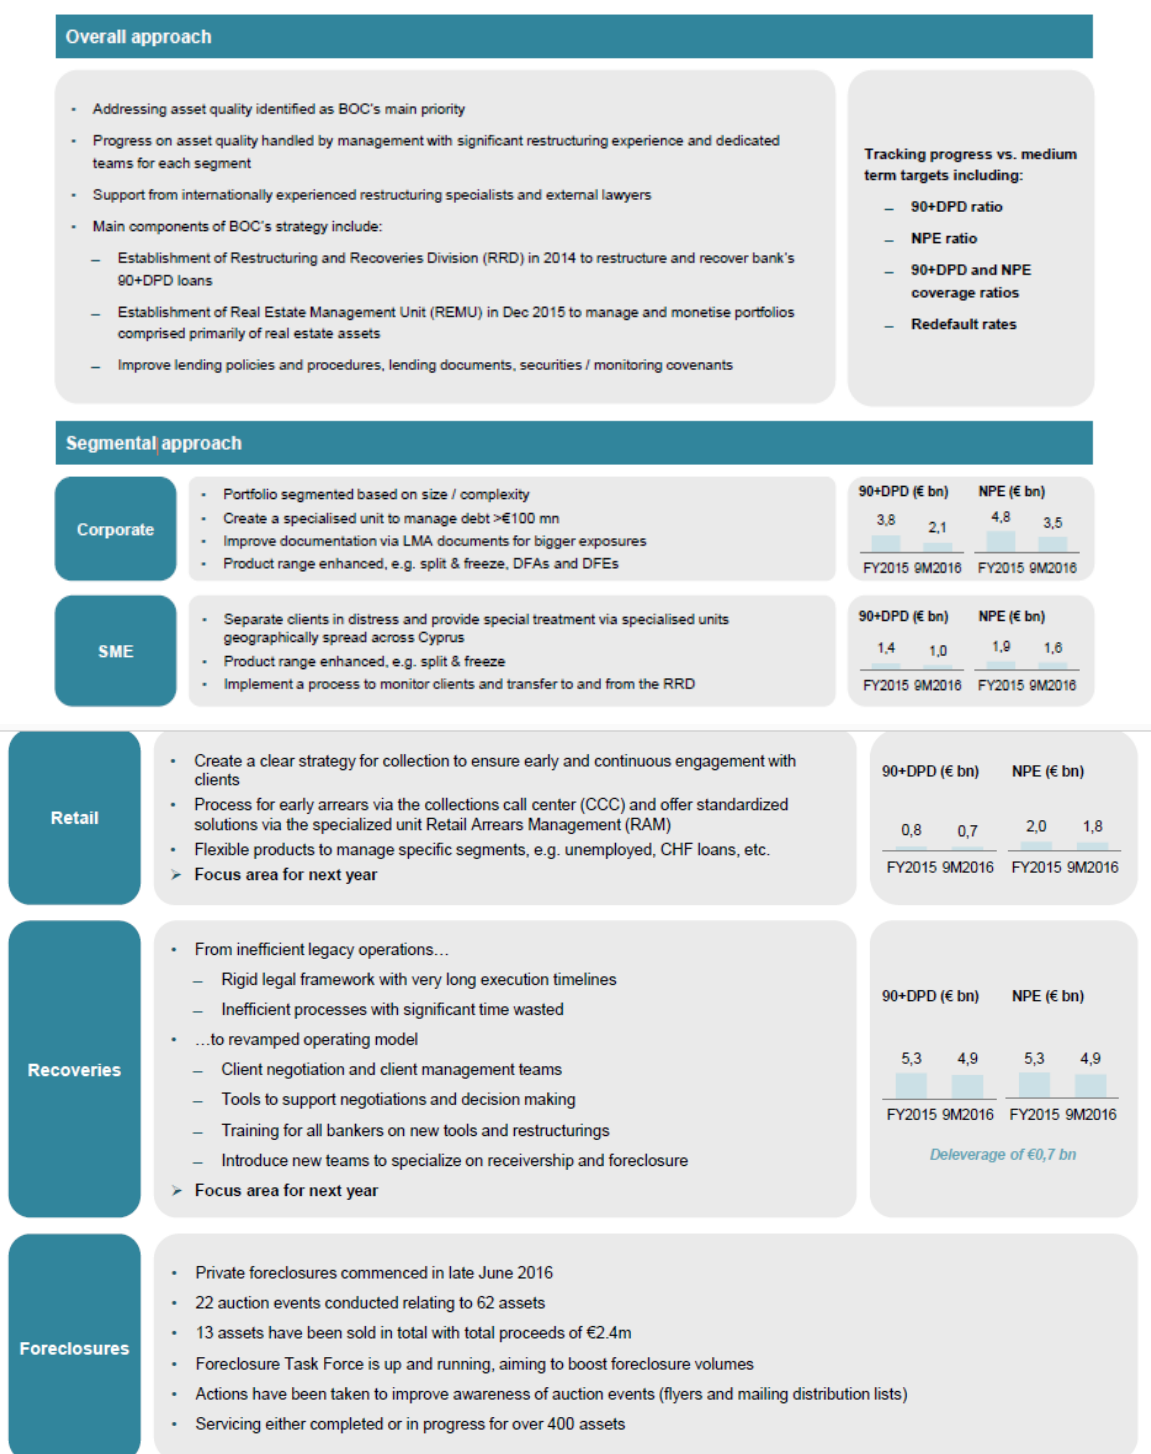 Overall approach
• Addressing asset quality identified as BOC's main priority
• Progress on asset quality handled by management with significant restructuring experience and dedicated
teams for each segment
• Support from internationally experienced restructuring specialists and external lawyers
• Main components of BOC's strategy include:
– Establishment of Restructuring and Recoveries Division (RRD) in 2014 to restructure and recover bank's
90+DPD loans
– Establishment of Real Estate Management Unit (REMU) in Dec 2015 to manage and monetise portfolios
comprised primarily of real estate assets
– Improve lending policies and procedures, lending documents, securities / monitoring covenants
Tracking progress vs. medium
term targets including:
– 90+DPD ratio
– NPE ratio
– 90+DPD and NPE
coverage ratios
– Redefault rates
Segmental approach
Corporate
• Portfolio segmented based on size / complexity
• Create a specialised unit to manage debt >€100 mn
• Improve documentation via LMA documents for bigger exposures
• Product range enhanced, e.g. split & freeze, DFAs and DFEs
90+DPD (€ bn) NPE (€ bn)
3,8 2,1 4,8 3,5
FY2015 9M2016 FY2015 9M2016
SME
• Separate clients in distress and provide special treatment via specialised units
geographically spread across Cyprus
• Product range enhanced, e.g. split & freeze
• Implement a process to monitor clients and transfer to and from the RRD
90+DPD (€ bn) NPE (€ bn)
1,4 1,0 1,9 1,6
FY2015 9M2016 FY2015 9M2016
Retail
• Create a clear strategy for collection to ensure early and continuous engagement with
clients
• Process for early arrears via the collections call center (CCC) and offer standardized
solutions via the specialized unit Retail Arrears Management (RAM)
• Flexible products to manage specific segments, e.g. unemployed, CHF loans, etc.
➢ Focus area for next year
90+DPD (€ bn) NPE (€ bn)
0,8 0,7 2,0 1,8
FY2015 9M2016 FY2015 9M2016
Recoveries
• From inefficient legacy operations…
– Rigid legal framework with very long execution timelines
– Inefficient processes with significant time wasted
• …to revamped operating model
– Client negotiation and client management teams
– Tools to support negotiations and decision making
– Training for all bankers on new tools and restructurings
– Introduce new teams to specialize on receivership and foreclosure
➢ Focus area for next year
90+DPD (€ bn) NPE (€ bn)
5,3 4,9 5,3 4,9
FY2015 9M2016 FY2015 9M2016
Deleverage of €0,7 bn
Foreclosures
• Private foreclosures commenced in late June 2016
• 22 auction events conducted relating to 62 assets
• 13 assets have been sold in total with total proceeds of €2.4m
• Foreclosure Task Force is up and running, aiming to boost foreclosure volumes
• Actions have been taken to improve awareness of auction events (flyers and mailing distribution lists)
• Servicing either completed or in progress for over 400 assets